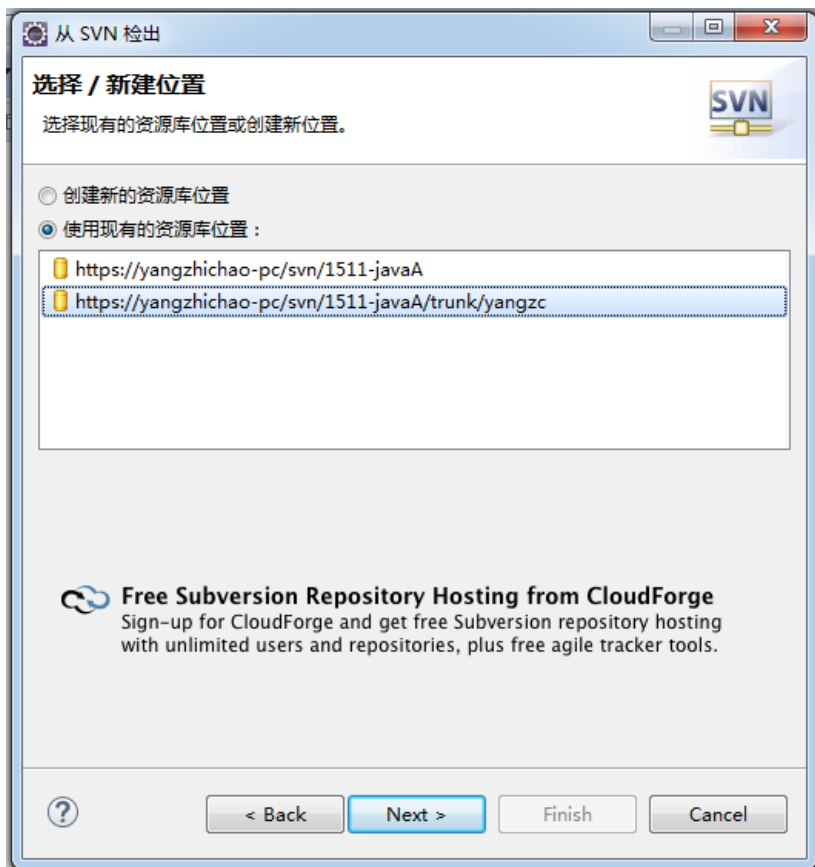 从 SVN 检出
选择 / 新建位置
选择现有的资源库位置或创建新位置。
SVN
创建新的资源库位置
使用现有的资源库位置：
https://yangzhichao-pc/svn/1511-javaA
https://yangzhichao-pc/svn/1511-javaA/trunk/yangzc
Free Subversion Repository Hosting from CloudForge
Sign-up for CloudForge and get free Subversion repository hosting
with unlimited users and repositories, plus free agile tracker tools.
?
< Back Next > Finish Cancel